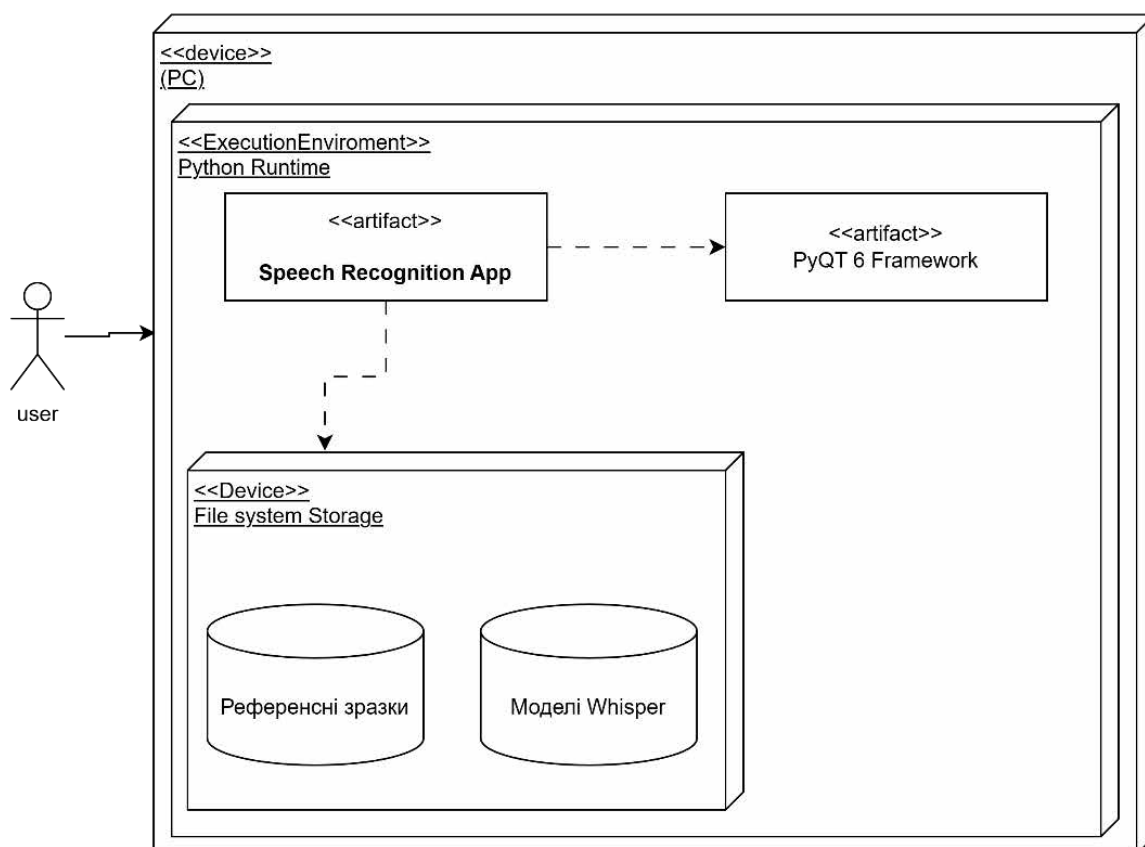 <<device>>
(PC)
<<ExecutionEnviroment>>
Python Runtime
<<artifact>>
Speech Recognition App
<<artifact>>
PyQT 6 Framework
user
<<Device>>
File system Storage
Референсні зразки
Моделі Whisper